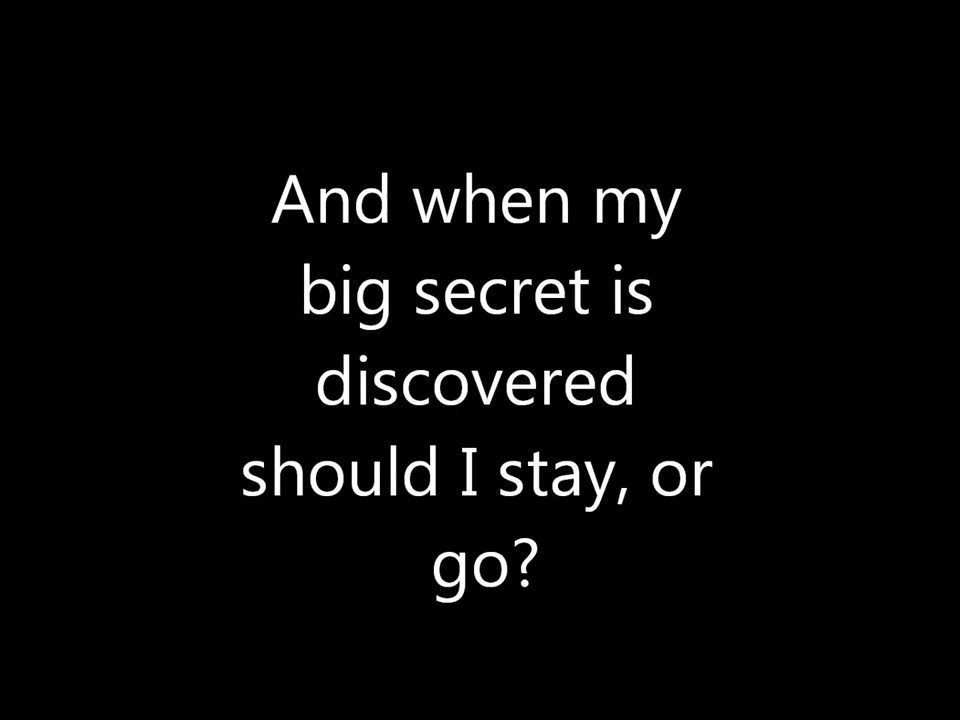 And when my
big secret is
discovered
should I stay, or
go?